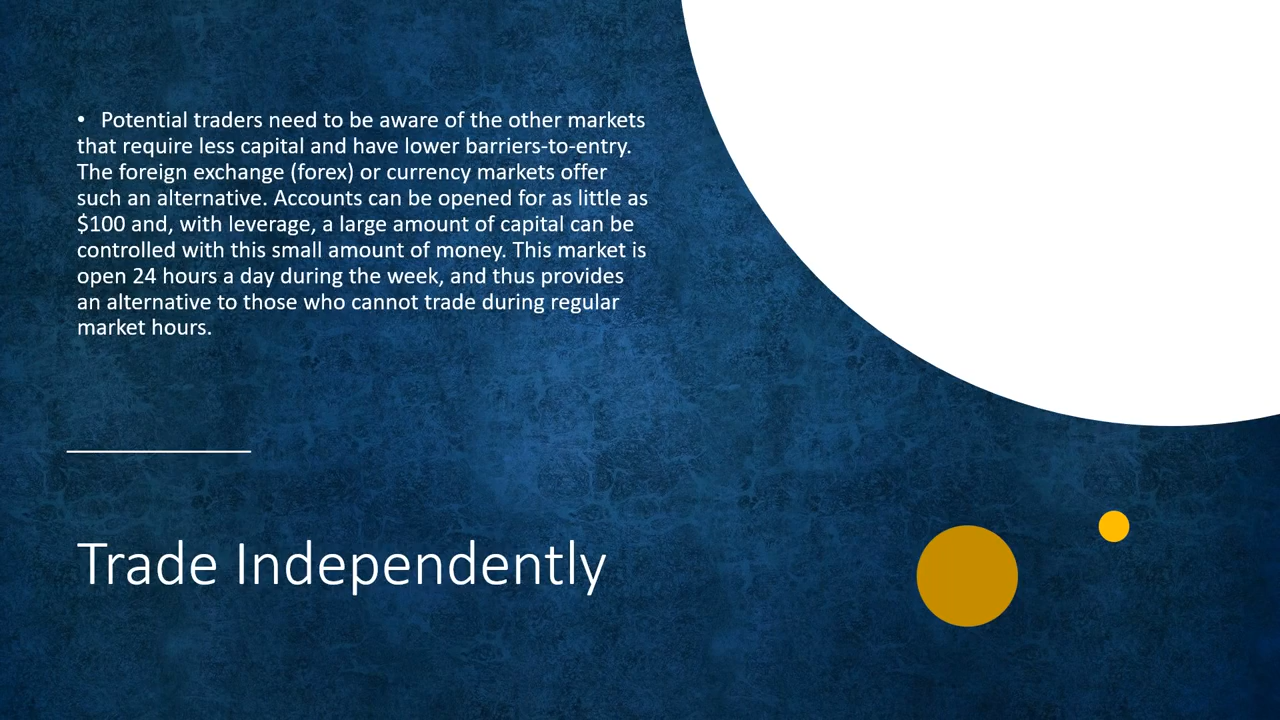 • Potential traders need to be aware of the other markets
that require less capital and have lower barriers-to-entry.
The foreign exchange (forex) or currency markets offer
such an alternative. Accounts can be opened for as little as
$100 and, with leverage, a large amount of capital can be
controlled with this small amount of money. This market is
open 24 hours a day during the week, and thus provides
an alternative to those who cannot trade during regular
market hours.
Trade Independently